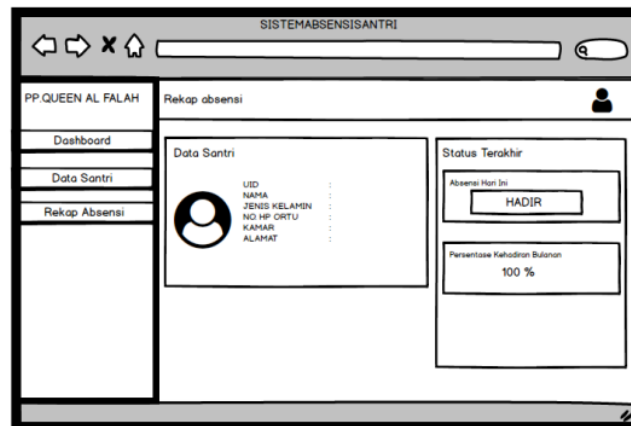 SISTEMABSENSISANTRI
PP.QUEEN AL FALAH
Rekap absensi
Dashboard
Data Santri
Rekap Absensi
Data Santri
UID :
NAMA :
JENIS KELAMIN :
NO HP ORTU :
KAMAR :
ALAMAT :
Status Terakhir
Absensi Hari Ini
HADIR
Persentase Kehadiran Bulanan
100 %